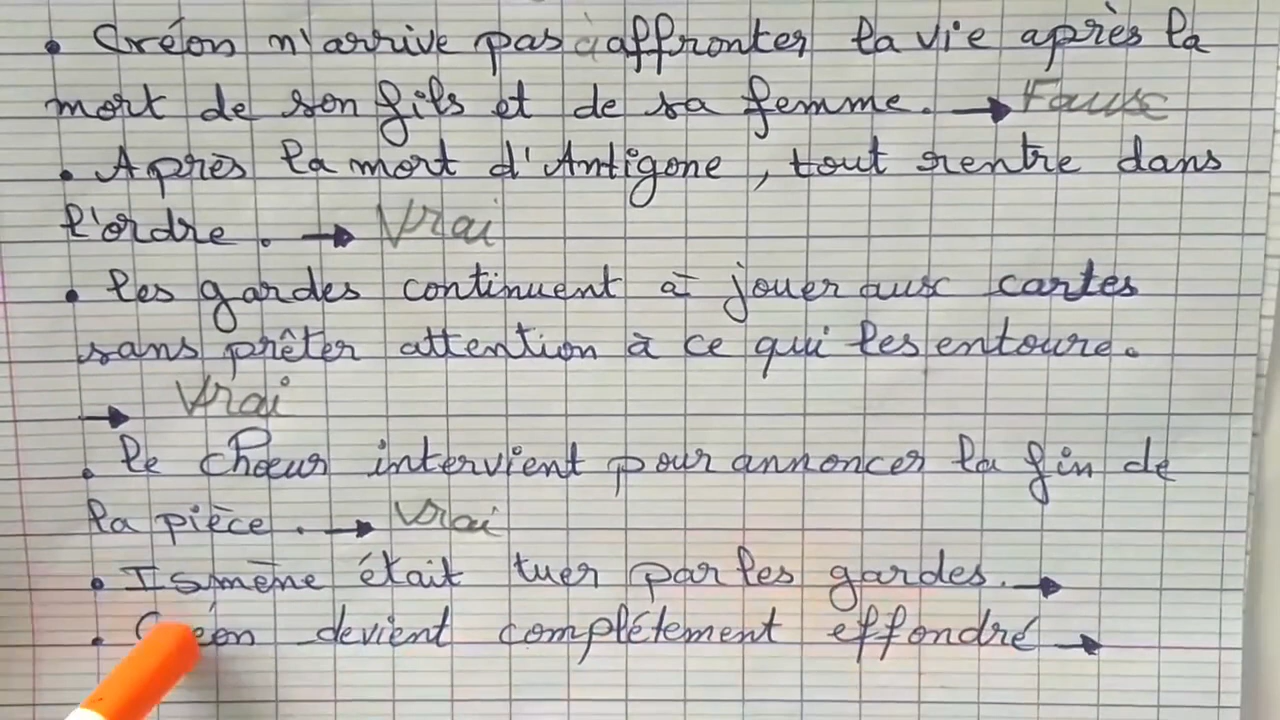 • Créon n'arrive pas à affronter la vie après la
mort de son fils et de sa femme. → Faux
• Après la mort d'Antigone, tout rentre dans
l'ordre. → Vrai
• les gardes continuent à jouer aux cartes
sans prêter attention à ce qui les entoure.
→ Vrai
• le Chœur intervient pour annoncer la fin de
la pièce. → Vrai
• Ismène était tuer par les gardes. →
• Créon devient complétement effondré →